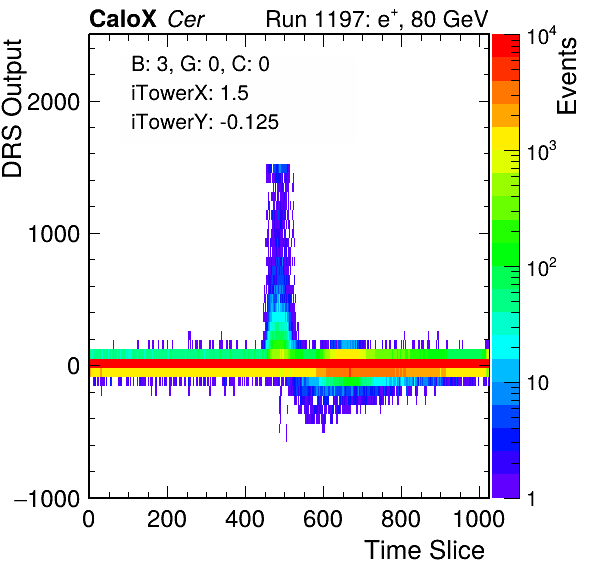 CaloX Cer Run 1197: e⁺, 80 GeV
B: 3, G: 0, C: 0
iTowerX: 1.5
iTowerY: -0.125
DRS Output
2000
1000
0
−1000
0 200 400 600 800 1000
Time Slice
Events
10⁴
10³
10²
10
1